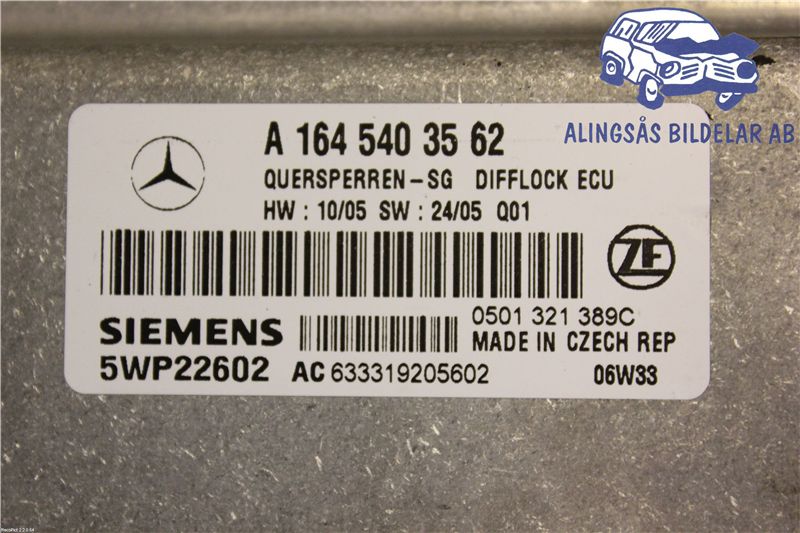 ALINGSÅS BILDELAR AB
A 164 540 35 62
QUERSPERREN-SG DIFFLOCK ECU
HW : 10/05 SW : 24/05 Q01
ZF
0501 321 389C
SIEMENS
MADE IN CZECH REP
5WP22602
AC 633319205602
06W33